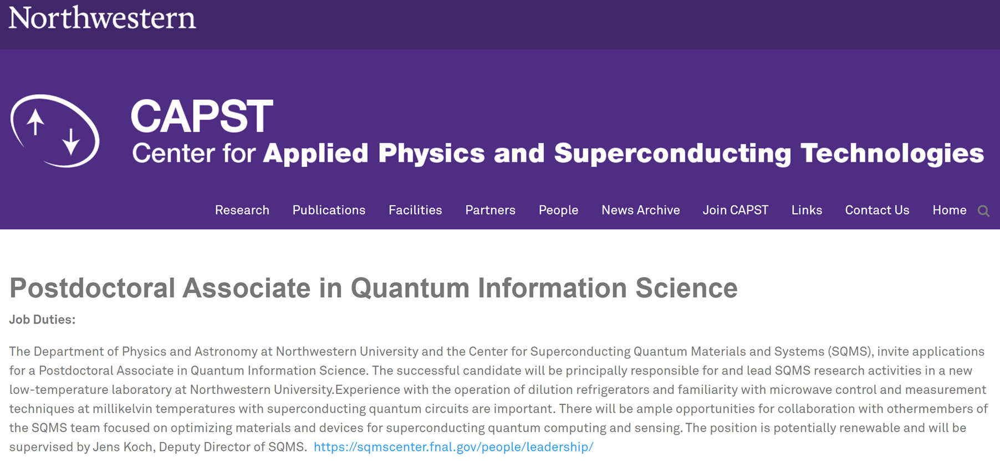 Northwestern
CAPST
Center for Applied Physics and Superconducting Technologies
Research Publications Facilities Partners People News Archive Join CAPST Links Contact Us Home
Postdoctoral Associate in Quantum Information Science
Job Duties:
The Department of Physics and Astronomy at Northwestern University and the Center for Superconducting Quantum Materials and Systems (SQMS), invite applications
for a Postdoctoral Associate in Quantum Information Science. The successful candidate will be principally responsible for and lead SQMS research activities in a new
low-temperature laboratory at Northwestern University.Experience with the operation of dilution refrigerators and familiarity with microwave control and measurement
techniques at millikelvin temperatures with superconducting quantum circuits are important. There will be ample opportunities for collaboration with othermembers of
the SQMS team focused on optimizing materials and devices for superconducting quantum computing and sensing. The position is potentially renewable and will be
supervised by Jens Koch, Deputy Director of SQMS. https://sqmscenter.fnal.gov/people/leadership/